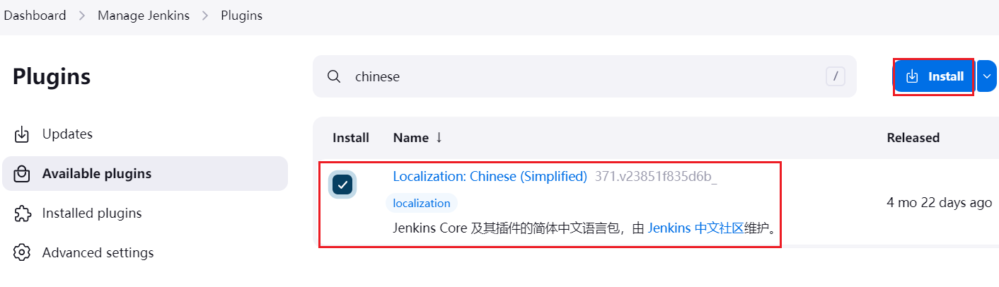 Dashboard > Manage Jenkins > Plugins
Plugins
chinese
/
Install
Updates
Available plugins
Installed plugins
Advanced settings
Install Name ↓ Released
Localization: Chinese (Simplified) 371.v23851f835d6b_
localization
Jenkins Core 及其插件的简体中文语言包，由 Jenkins 中文社区维护。
4 mo 22 days ago